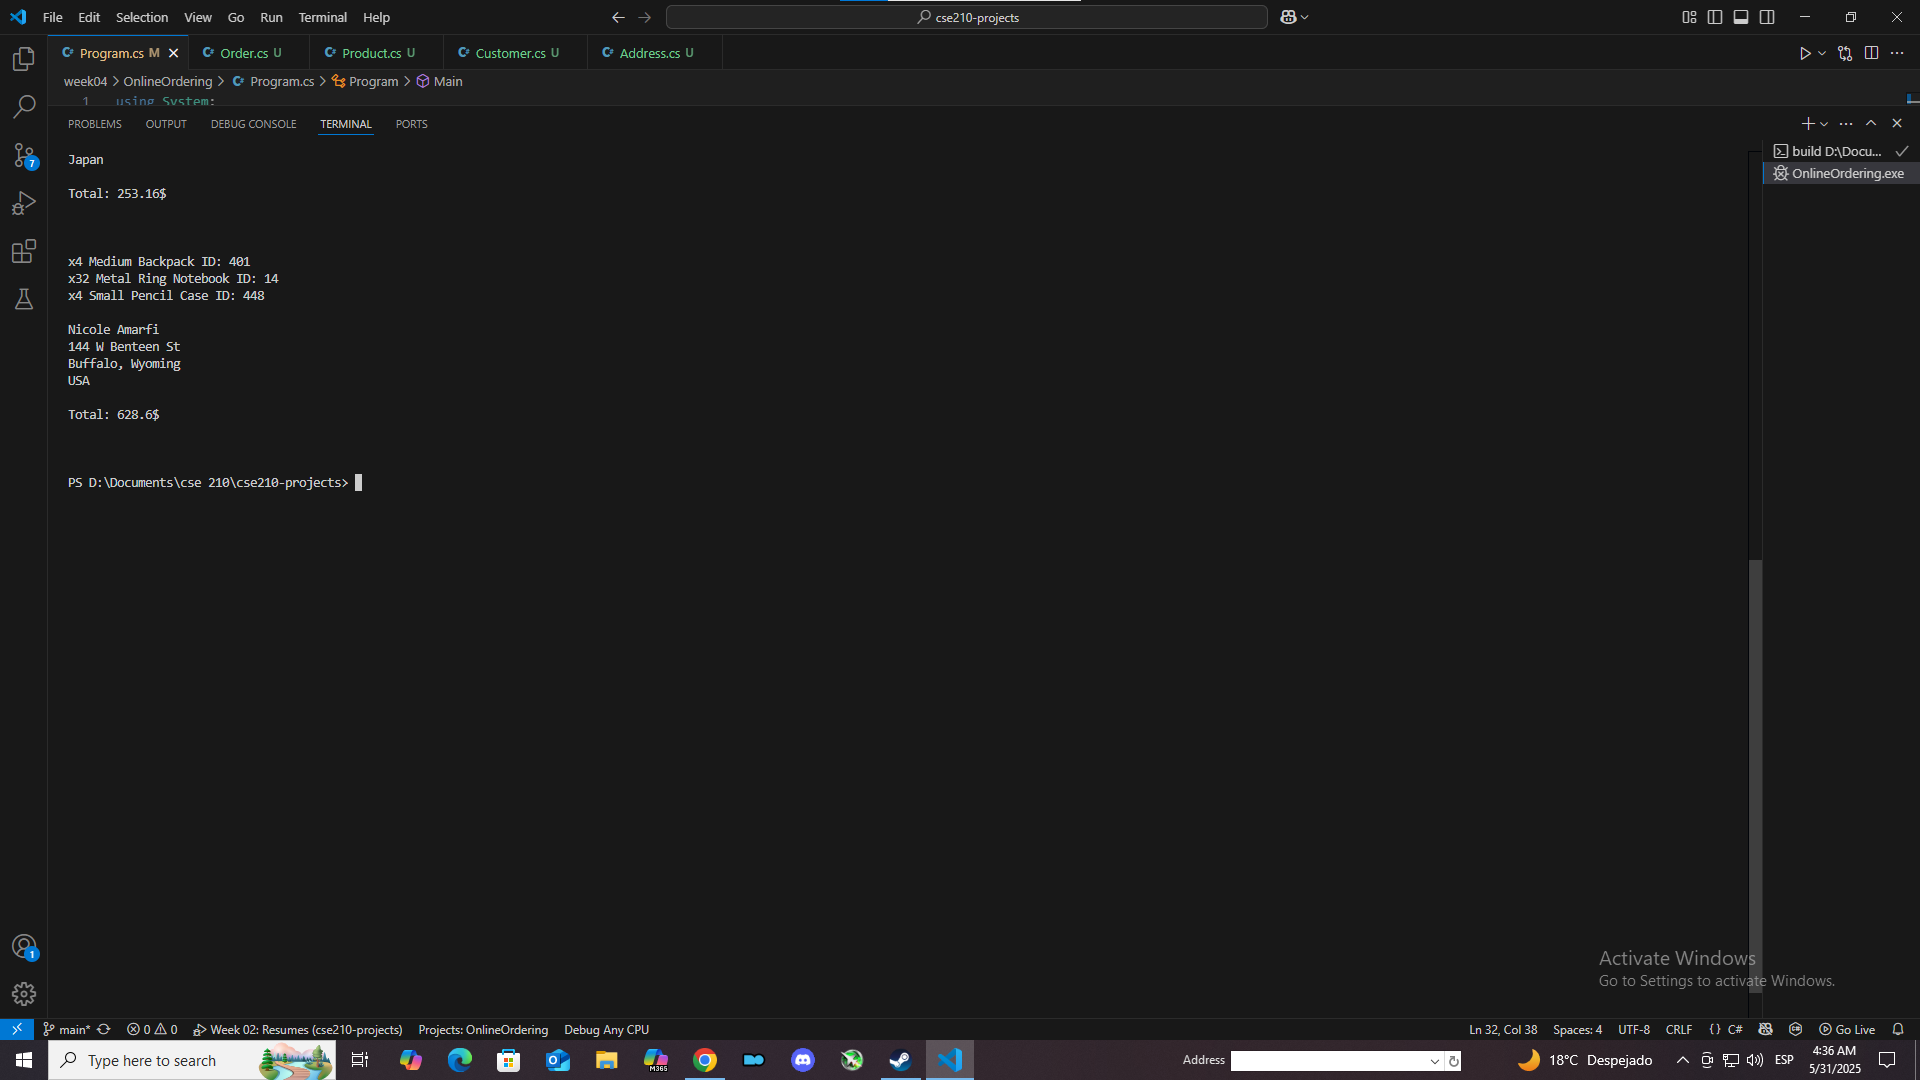 File Edit Selection View Go Run Terminal Help
cse210-projects
Program.cs M Order.cs U Product.cs U Customer.cs U Address.cs U
week04 > OnlineOrdering > Program.cs > Program > Main
1 using System;
PROBLEMS OUTPUT DEBUG CONSOLE TERMINAL PORTS
build D:\Docu...
OnlineOrdering.exe
Japan
Total: 253.16$
x4 Medium Backpack ID: 401
x32 Metal Ring Notebook ID: 14
x4 Small Pencil Case ID: 448
Nicole Amarfi
144 W Benteen St
Buffalo, Wyoming
USA
Total: 628.6$
PS D:\Documents\cse 210\cse210-projects>
7
1
Activate Windows
Go to Settings to activate Windows.
main* 0 0 Week 02: Resumes (cse210-projects) Projects: OnlineOrdering Debug Any CPU
Ln 32, Col 38 Spaces: 4 UTF-8 CRLF {} C# Go Live
Type here to search
M365
Address
18°C Despejado
ESP
4:36 AM
5/31/2025